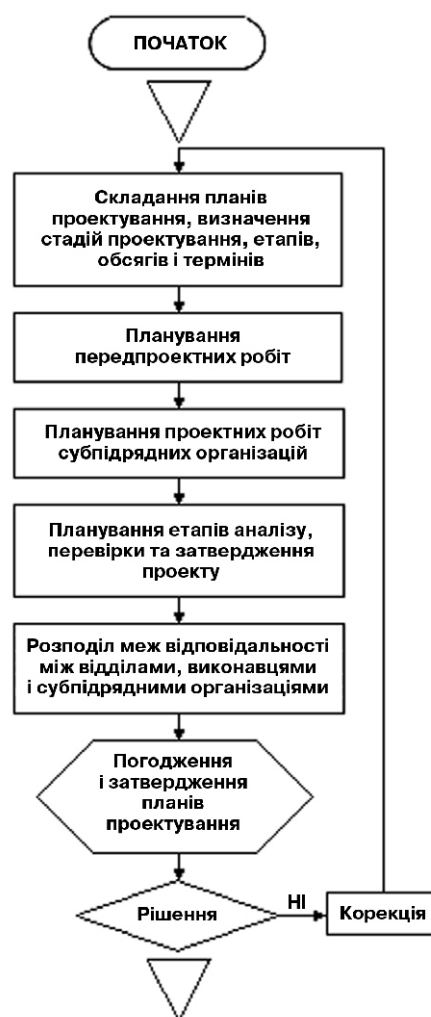 ПОЧАТОК
Складання планів
проектування, визначення
стадій проектування, етапів,
обсягів і термінів
Планування
передпроектних робіт
Планування проектних робіт
субпідрядних організацій
Планування етапів аналізу,
перевірки та затвердження
проекту
Розподіл меж відповідальності
між відділами, виконавцями
і субпідрядними організаціями
Погодження
і затвердження
планів
проектування
Рішення
НІ
Корекція